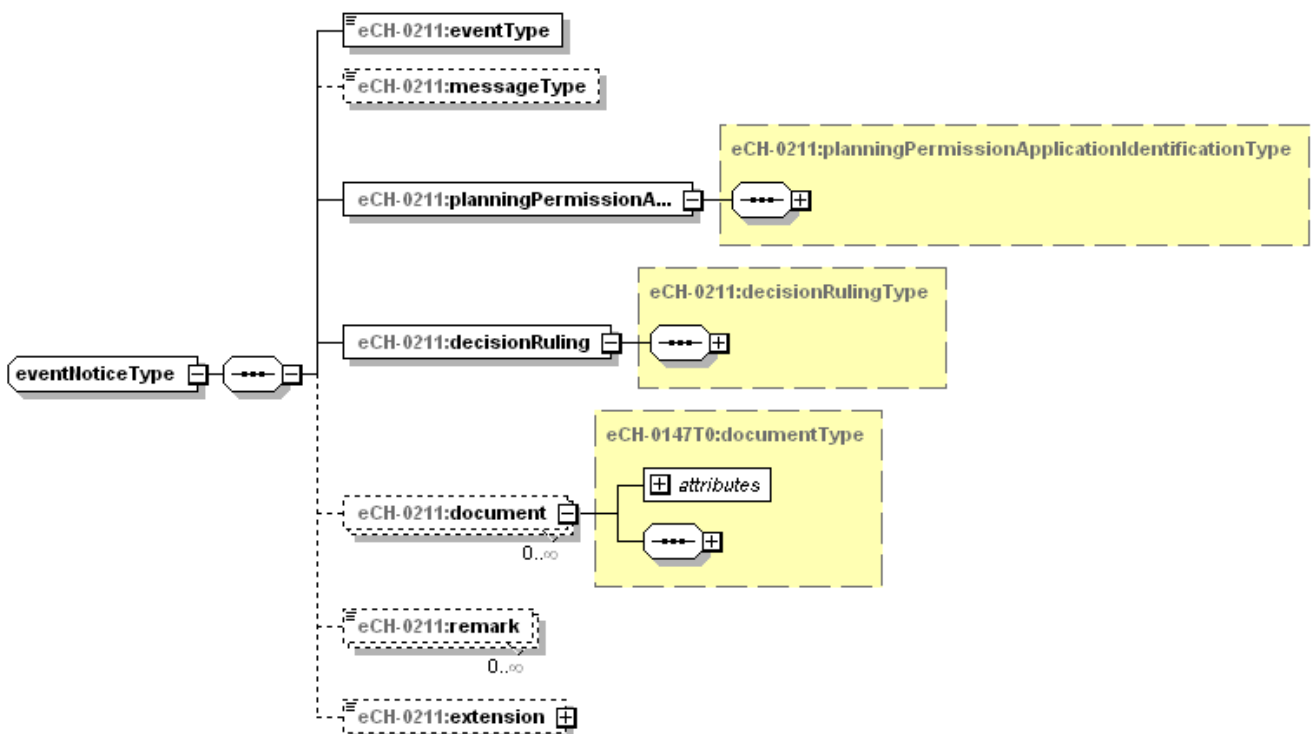 eCH-0211:eventType
eCH-0211:messageType
eCH-0211:planningPermissionApplicationIdentificationType
eCH-0211:planningPermissionA...
eCH-0211:decisionRulingType
eCH-0211:decisionRuling
eventNoticeType
eCH-0147T0:documentType
attributes
eCH-0211:document
0..∞
eCH-0211:remark
0..∞
eCH-0211:extension